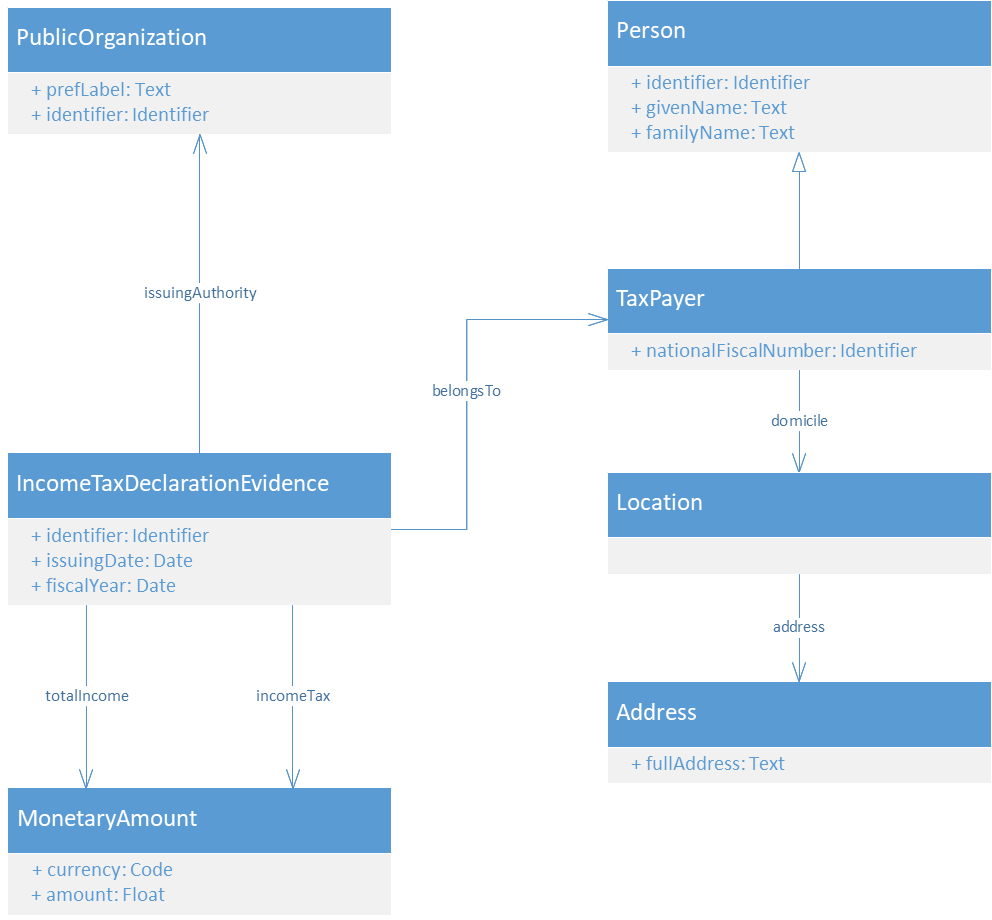 PublicOrganization
+ prefLabel: Text
+ identifier: Identifier
Person
+ identifier: Identifier
+ givenName: Text
+ familyName: Text
issuingAuthority
TaxPayer
+ nationalFiscalNumber: Identifier
belongsTo
domicile
IncomeTaxDeclarationEvidence
+ identifier: Identifier
+ issuingDate: Date
+ fiscalYear: Date
Location
address
totalIncome
incomeTax
Address
+ fullAddress: Text
MonetaryAmount
+ currency: Code
+ amount: Float